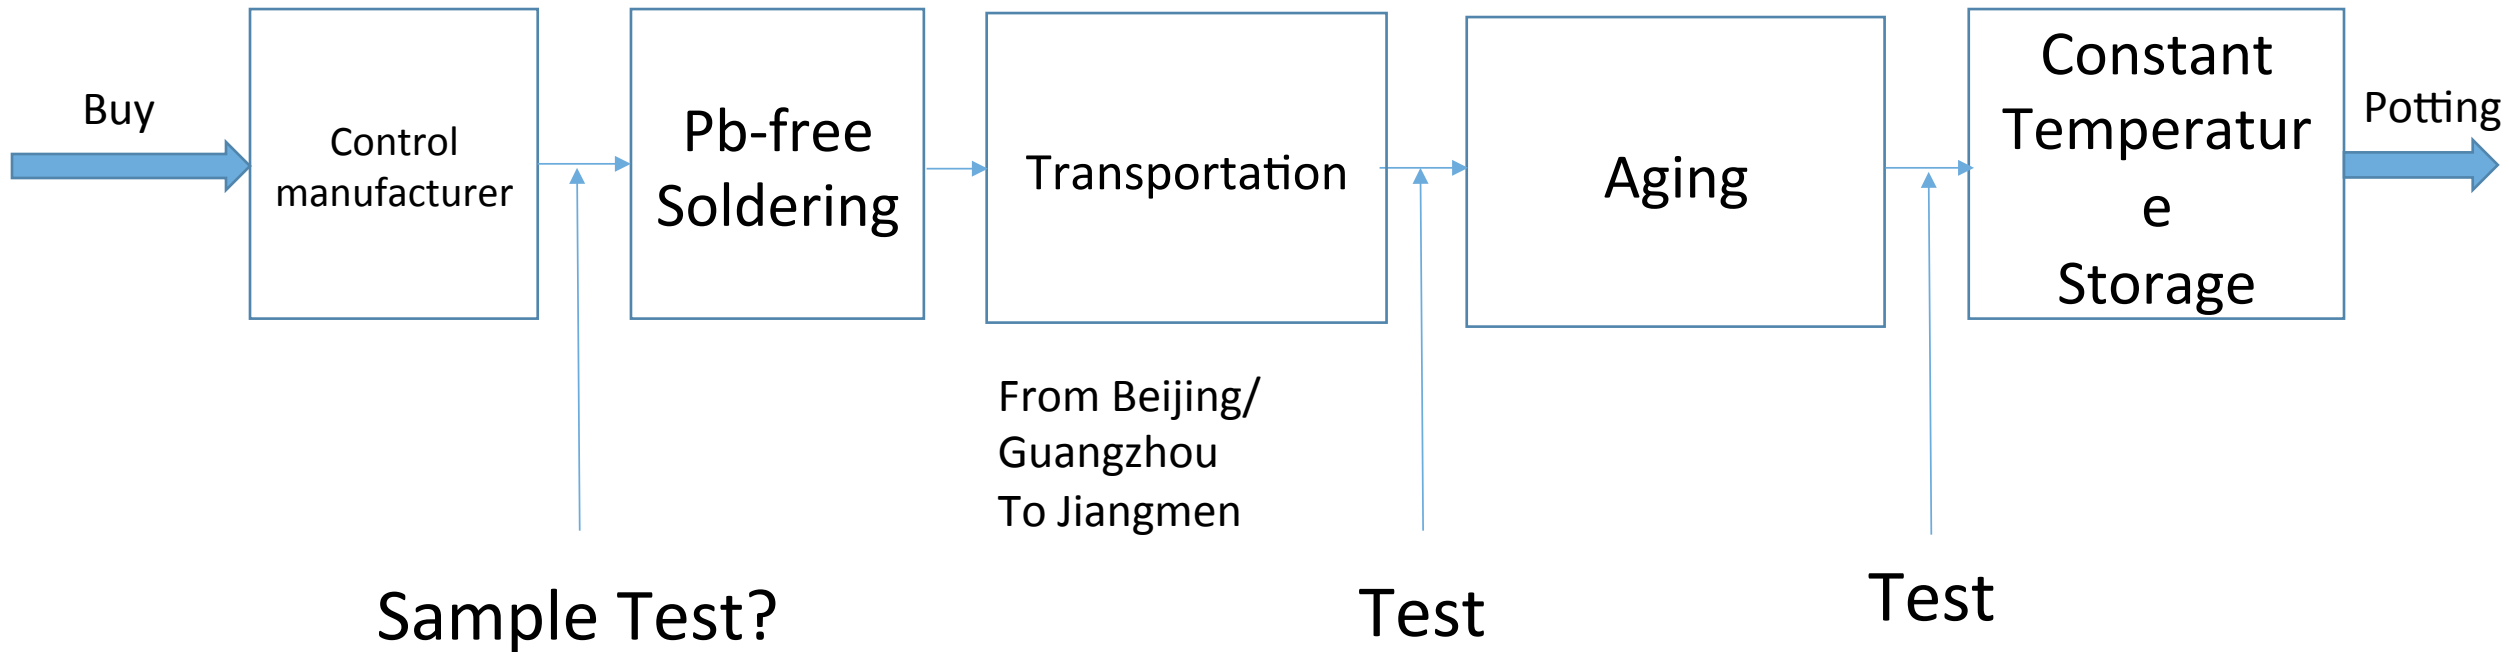 Buy
Control
manufacturer
Pb-free
Soldering
Transportation
Aging
Constant
Temperatur
e
Storage
Potting
From Beijing/
Guangzhou
To Jiangmen
Sample Test?
Test
Test